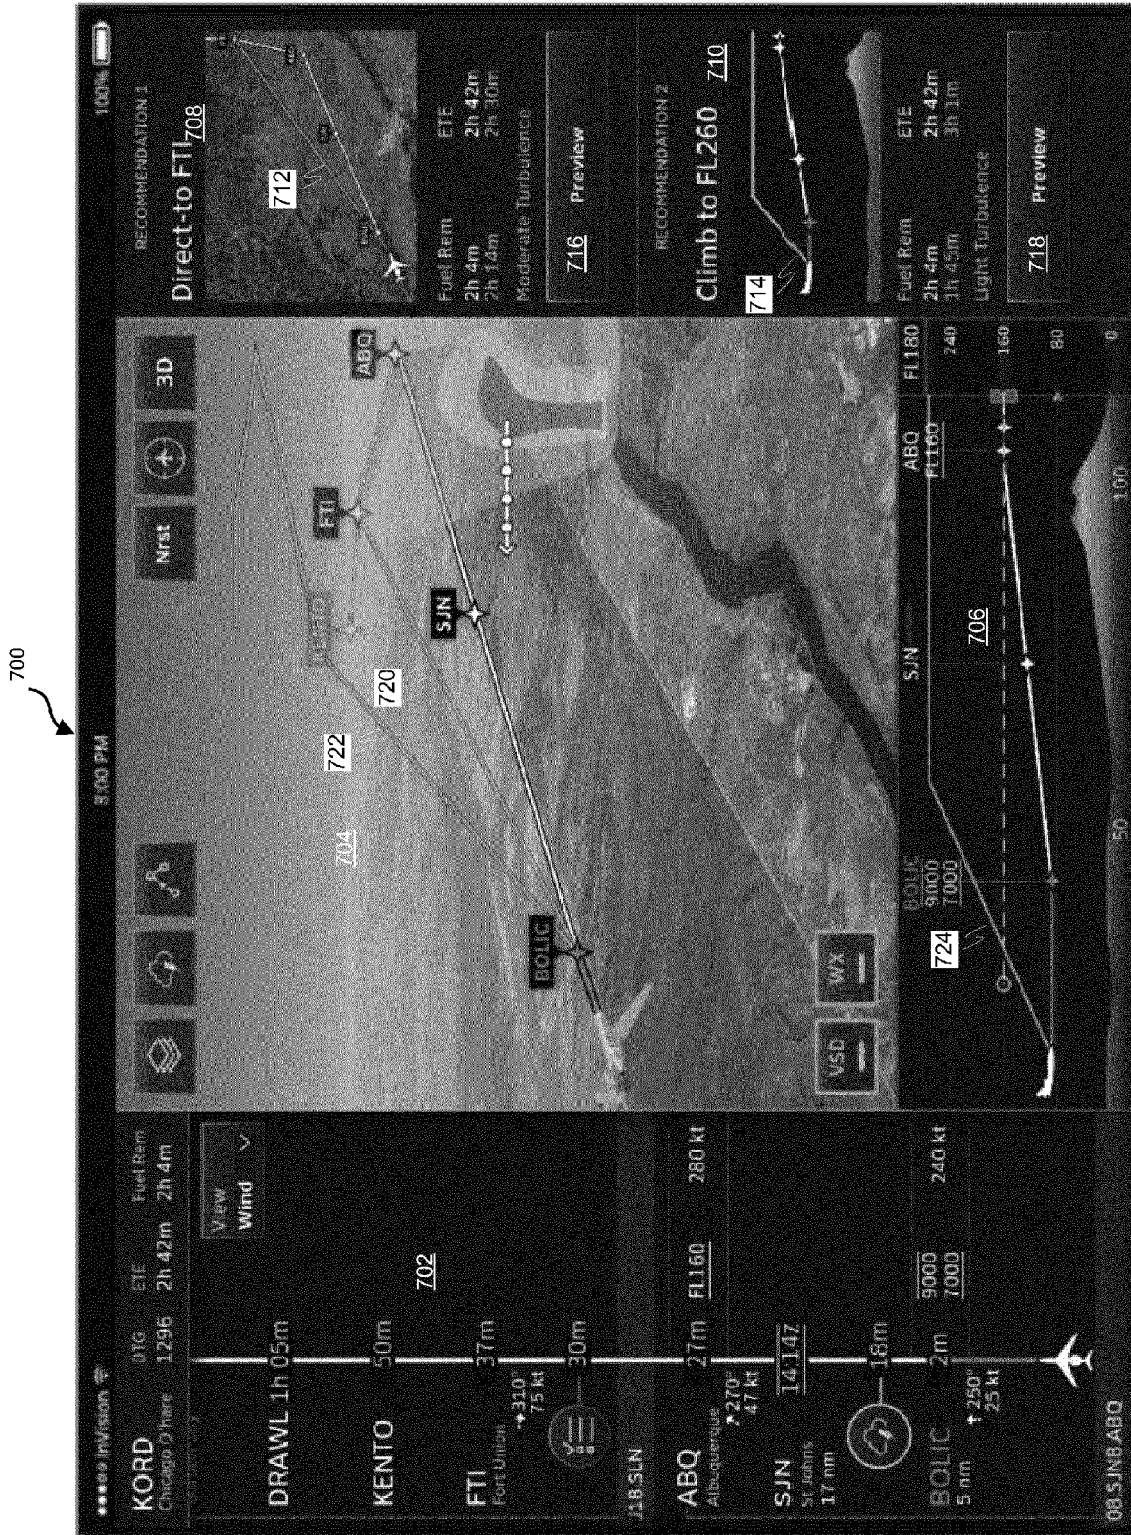 700
InVision
8:00 PM
100%
KORD
Chicago O'hare
DTG
1296
ETE
2h 42m
Fuel Rem
2h 4m
View
Wind
DRAWL
1h 05m
KENTO
50m
702
FTI
Fort Union
37m
310°
75 kt
30m
J18.SLN
ABQ
Albuquerque
27m
FL160
280 kt
270°
47 kt
SJN
St Johns
17 nm
14:14z
18m
BOLIC
5 nm
2m
9000
7000
240 kt
250°
25 kt
08 SJN8 ABQ
Nrst
3D
704
722
720
FTI
ABQ
SJN
BOLIC
VSD
WX
BOLIC
9000
7000
SJN
ABQ
FL160
FL180
240
160
80
0
724
706
50
100
RECOMMENDATION 1
Direct-to FTI
708
712
Fuel Rem
2h 4m
2h 14m
ETE
2h 42m
2h 30m
Moderate Turbulence
716
Preview
RECOMMENDATION 2
Climb to FL260
710
714
Fuel Rem
2h 4m
1h 45m
ETE
2h 42m
3h 1m
Light Turbulence
718
Preview